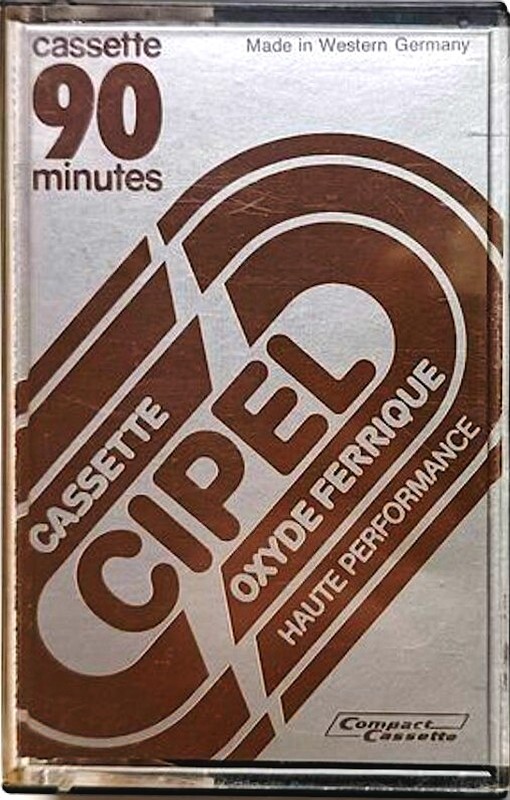 cassette
90
minutes
Made in Western Germany
CASSETTE
CIPEL
OXYDE FERRIQUE
HAUTE PERFORMANCE
Compact
Cassette